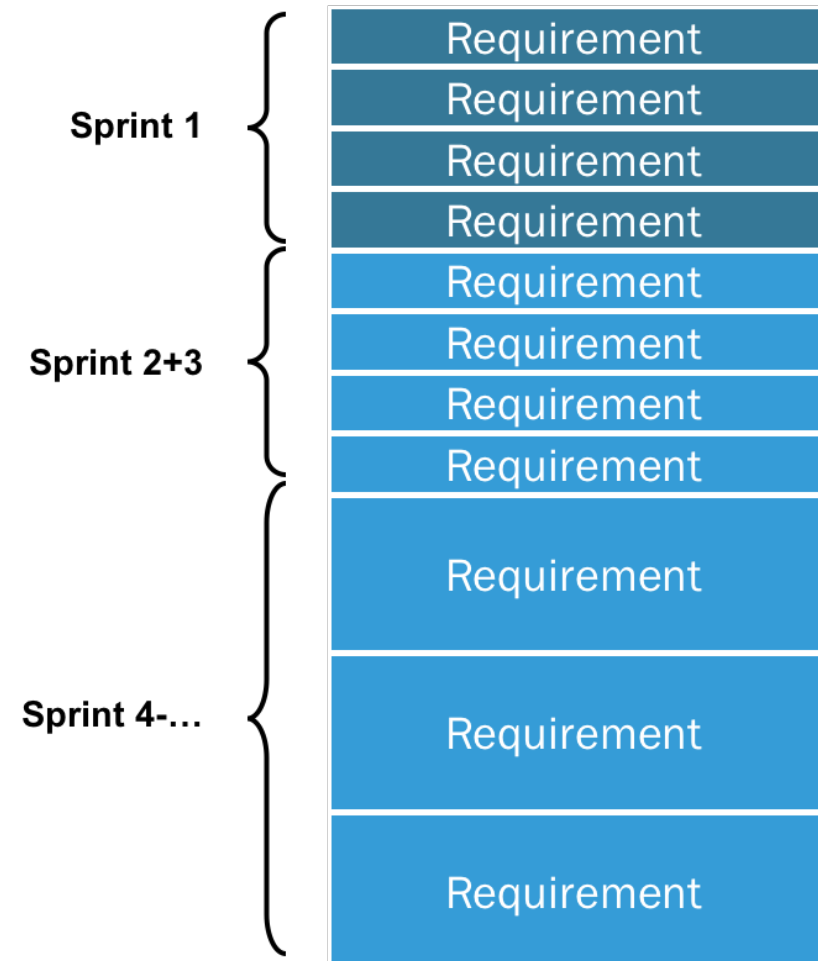 Sprint 1
Requirement
Requirement
Requirement
Requirement
Sprint 2+3
Requirement
Requirement
Requirement
Requirement
Sprint 4-…
Requirement
Requirement
Requirement